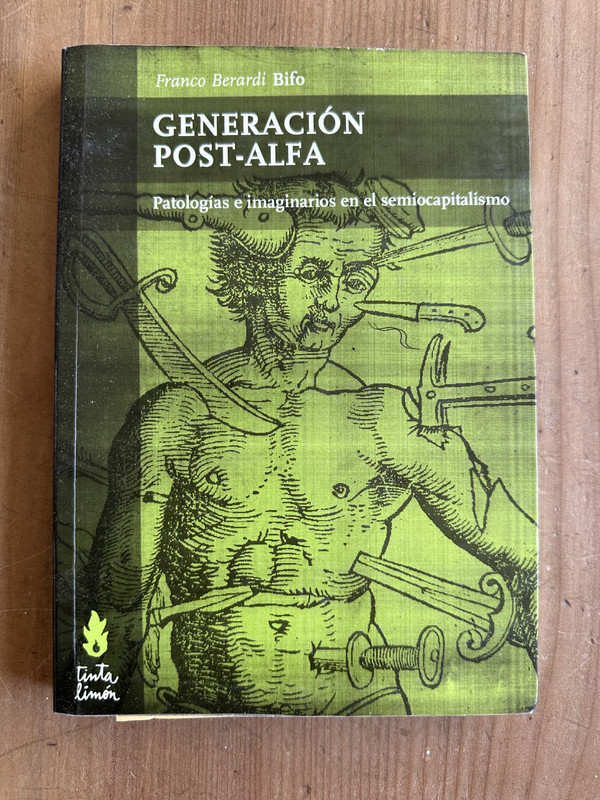 Franco Berardi Bifo
GENERACIÓN
POST-ALFA
Patologías e imaginarios en el semiocapitalismo
tinta
limón